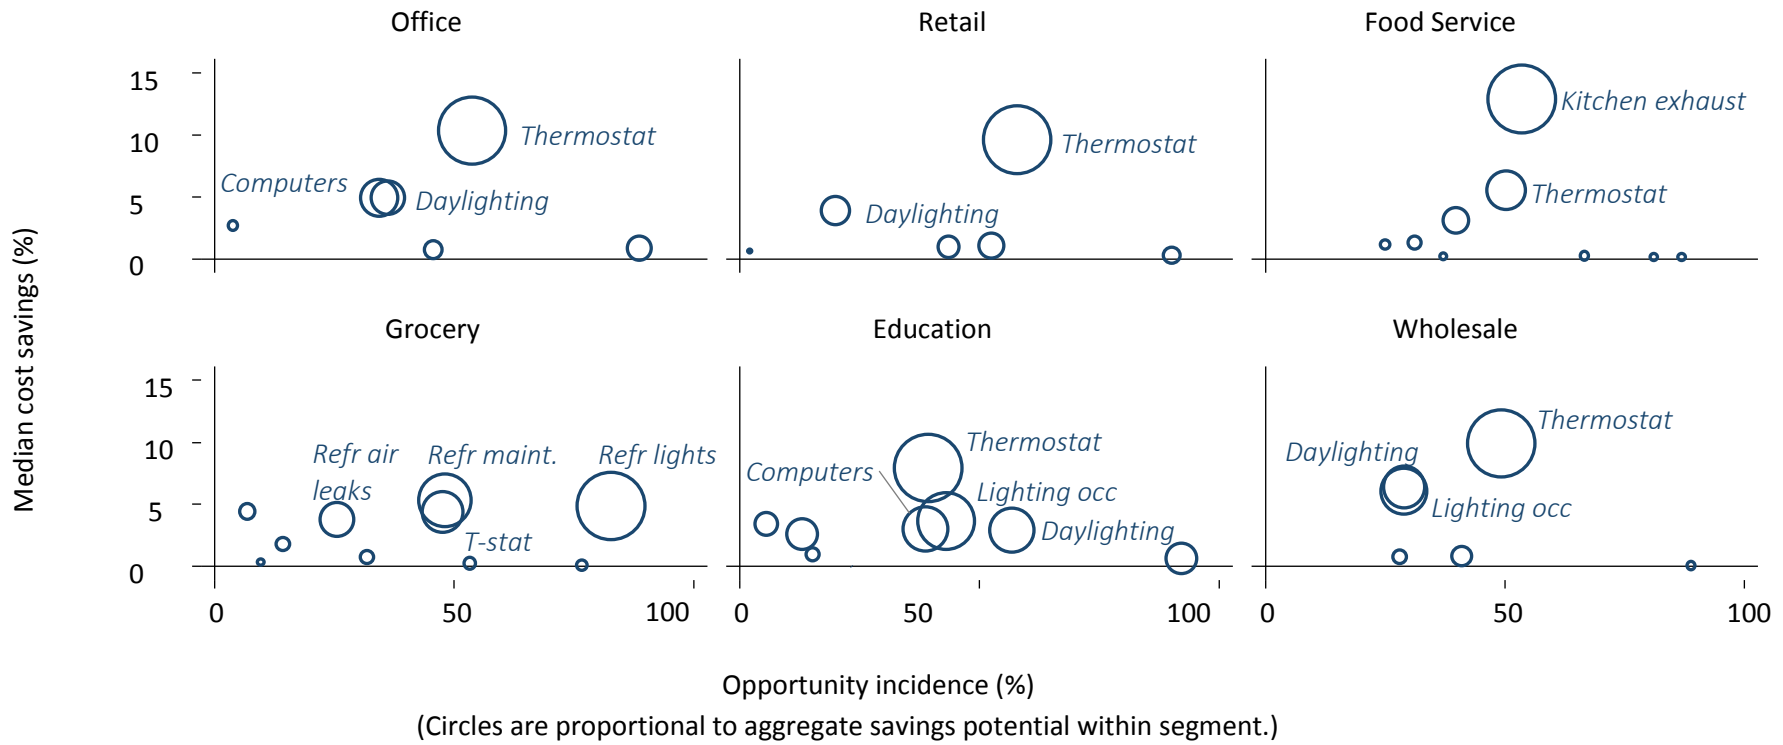 Office
Retail
Food Service
15
10
5
0
Thermostat
Computers
Daylighting
Thermostat
Daylighting
Kitchen exhaust
Thermostat
Median cost savings (%)
Grocery
Education
Wholesale
15
10
5
0
Refr air
leaks
Refr maint.
Refr lights
T-stat
Thermostat
Computers
Lighting occ
Daylighting
Thermostat
Daylighting
Lighting occ
0
50
100
0
50
100
0
50
100
Opportunity incidence (%)
(Circles are proportional to aggregate savings potential within segment.)